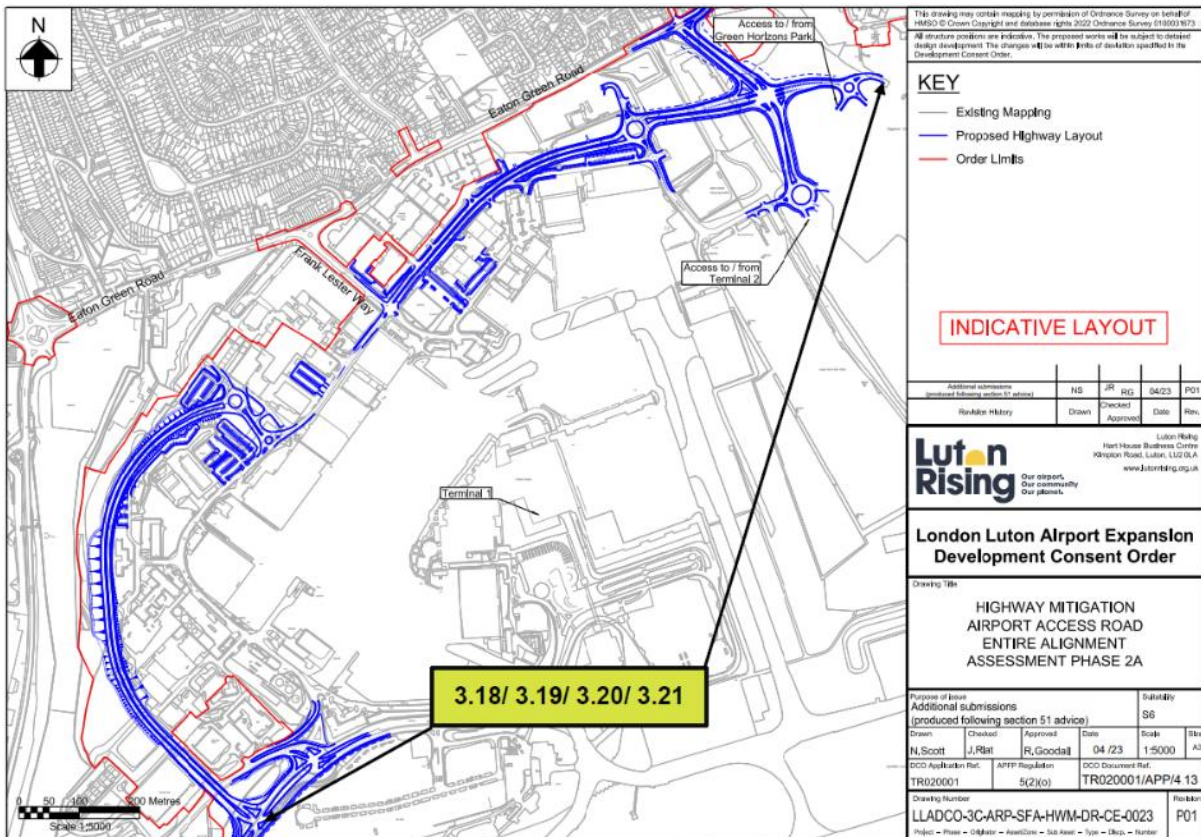 N
Access to / from
Green Horizons Park
Eaton Green Road
Frank Lester Way
Access to / from
Terminal 2
Eaton Green Road
Terminal 1
3.18/ 3.19/ 3.20/ 3.21
0 50 100 200 Metres
Scale 1:5000
This drawing may contain mapping by permission of Ordnance Survey on behalf of
HMSO © Crown Copyright and database rights 2022 Ordnance Survey 0100031673
All structure positions are indicative. The proposed works will be subject to detailed
design development. The changes will be within limits of deviation specified in the
Development Consent Order.
KEY
Existing Mapping
Proposed Highway Layout
Order Limits
INDICATIVE LAYOUT
Additional submissions
(produced following section 51 advice)
NS JR RG 04/23 P01
Revision History Drawn Checked Approved Date Rev.
Luton
Rising
Our airport.
Our community
Our planet.
Luton Rising
Hart House Business Centre
Kimpton Road, Luton, LU2 0LA
www.lutonrising.org.uk
London Luton Airport Expansion
Development Consent Order
Drawing Title
HIGHWAY MITIGATION
AIRPORT ACCESS ROAD
ENTIRE ALIGNMENT
ASSESSMENT PHASE 2A
Purpose of issue Suitability
Additional submissions
(produced following section 51 advice) S6
Drawn Checked Approved Date Scale
N.Scott J.Riat R.Goodall 04 /23 1:5000 A3
DCO Application Ref. APFP Regulation DCO Document Ref.
TR020001 5(2)(o) TR020001/APP/4 13
Drawing Number Revision
LLADCO-3C-ARP-SFA-HWM-DR-CE-0023 P01
Project – Phase – Originator – Asset/Zone – Sub Asset – Type – Discp. – Number